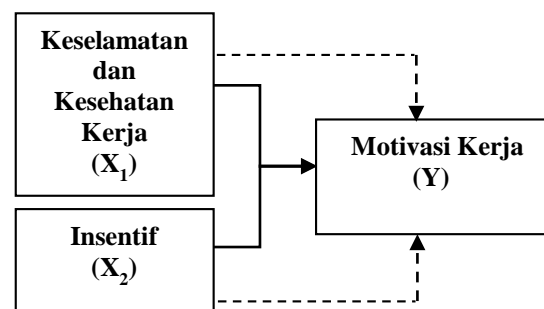 Keselamatan
dan
Kesehatan
Kerja
(X₁)
Motivasi Kerja
(Y)
Insentif
(X₂)